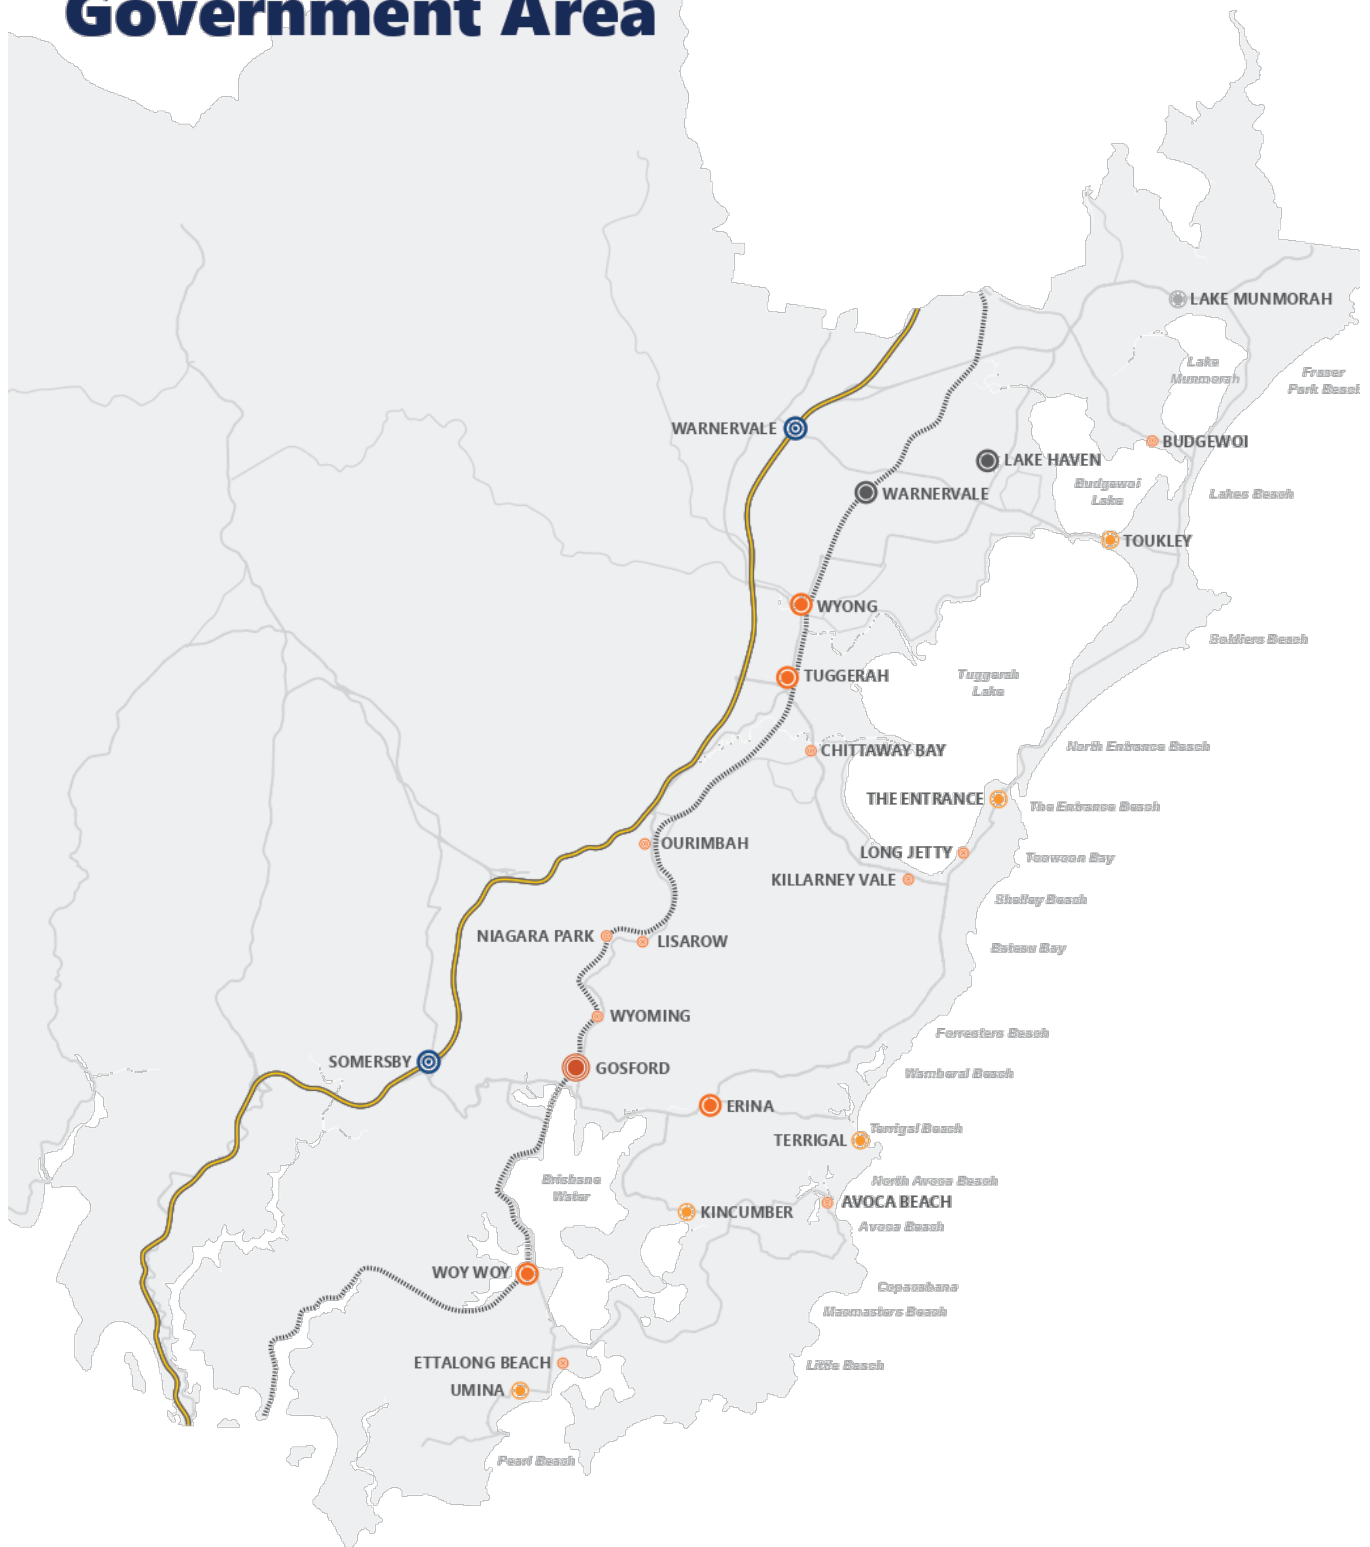 Government Area
LAKE MUNMORAH
Lake
Munmorah
Fraser
Park Beach
WARNERVALE
BUDGEWOI
LAKE HAVEN
Budgewoi
Lake
WARNERVALE
Lakes Beach
TOUKLEY
WYONG
Soldiers Beach
TUGGERAH
Tuggerah
Lake
CHITTAWAY BAY
North Entrance Beach
THE ENTRANCE
The Entrance Beach
OURIMBAH
LONG JETTY
Toowoon Bay
KILLARNEY VALE
Shelley Beach
NIAGARA PARK
LISAROW
Bateau Bay
WYOMING
Forresters Beach
SOMERSBY
GOSFORD
Wamberal Beach
ERINA
TERRIGAL
Terrigal Beach
Brisbane
Water
North Avoca Beach
KINCUMBER
AVOCA BEACH
Avoca Beach
WOY WOY
Copacabana
Macmasters Beach
ETTALONG BEACH
Little Beach
UMINA
Pearl Beach